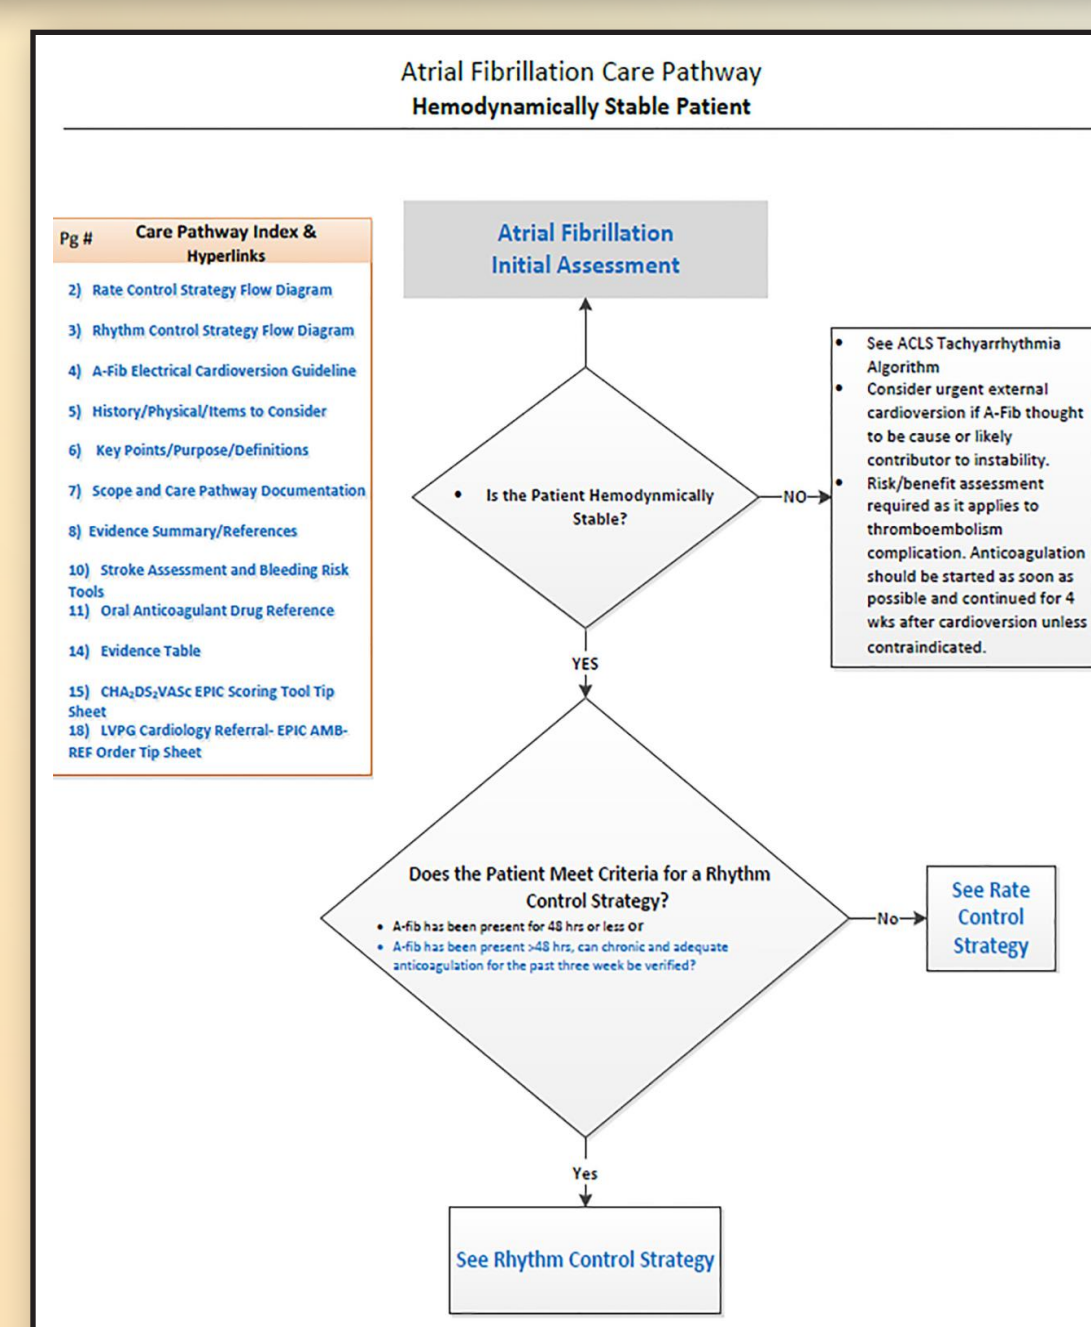 Atrial Fibrillation Care Pathway
Hemodynamically Stable Patient
Pg #
Care Pathway Index &
Hyperlinks
2) Rate Control Strategy Flow Diagram
3) Rhythm Control Strategy Flow Diagram
4) A-Fib Electrical Cardioversion Guideline
5) History/Physical/Items to Consider
6) Key Points/Purpose/Definitions
7) Scope and Care Pathway Documentation
8) Evidence Summary/References
10) Stroke Assessment and Bleeding Risk
Tools
11) Oral Anticoagulant Drug Reference
14) Evidence Table
15) CHA₂DS₂VASc EPIC Scoring Tool Tip
Sheet
18) LVPG Cardiology Referral- EPIC AMB-
REF Order Tip Sheet
Atrial Fibrillation
Initial Assessment
• Is the Patient Hemodynmically
Stable?
NO
• See ACLS Tachyarrhythmia
Algorithm
• Consider urgent external
cardioversion if A-Fib thought
to be cause or likely
contributor to instability.
• Risk/benefit assessment
required as it applies to
thromboembolism
complication. Anticoagulation
should be started as soon as
possible and continued for 4
wks after cardioversion unless
contraindicated.
YES
Does the Patient Meet Criteria for a Rhythm
Control Strategy?
• A-fib has been present for 48 hrs or less or
• A-fib has been present >48 hrs, can chronic and adequate
anticoagulation for the past three week be verified?
No
See Rate
Control
Strategy
Yes
See Rhythm Control Strategy